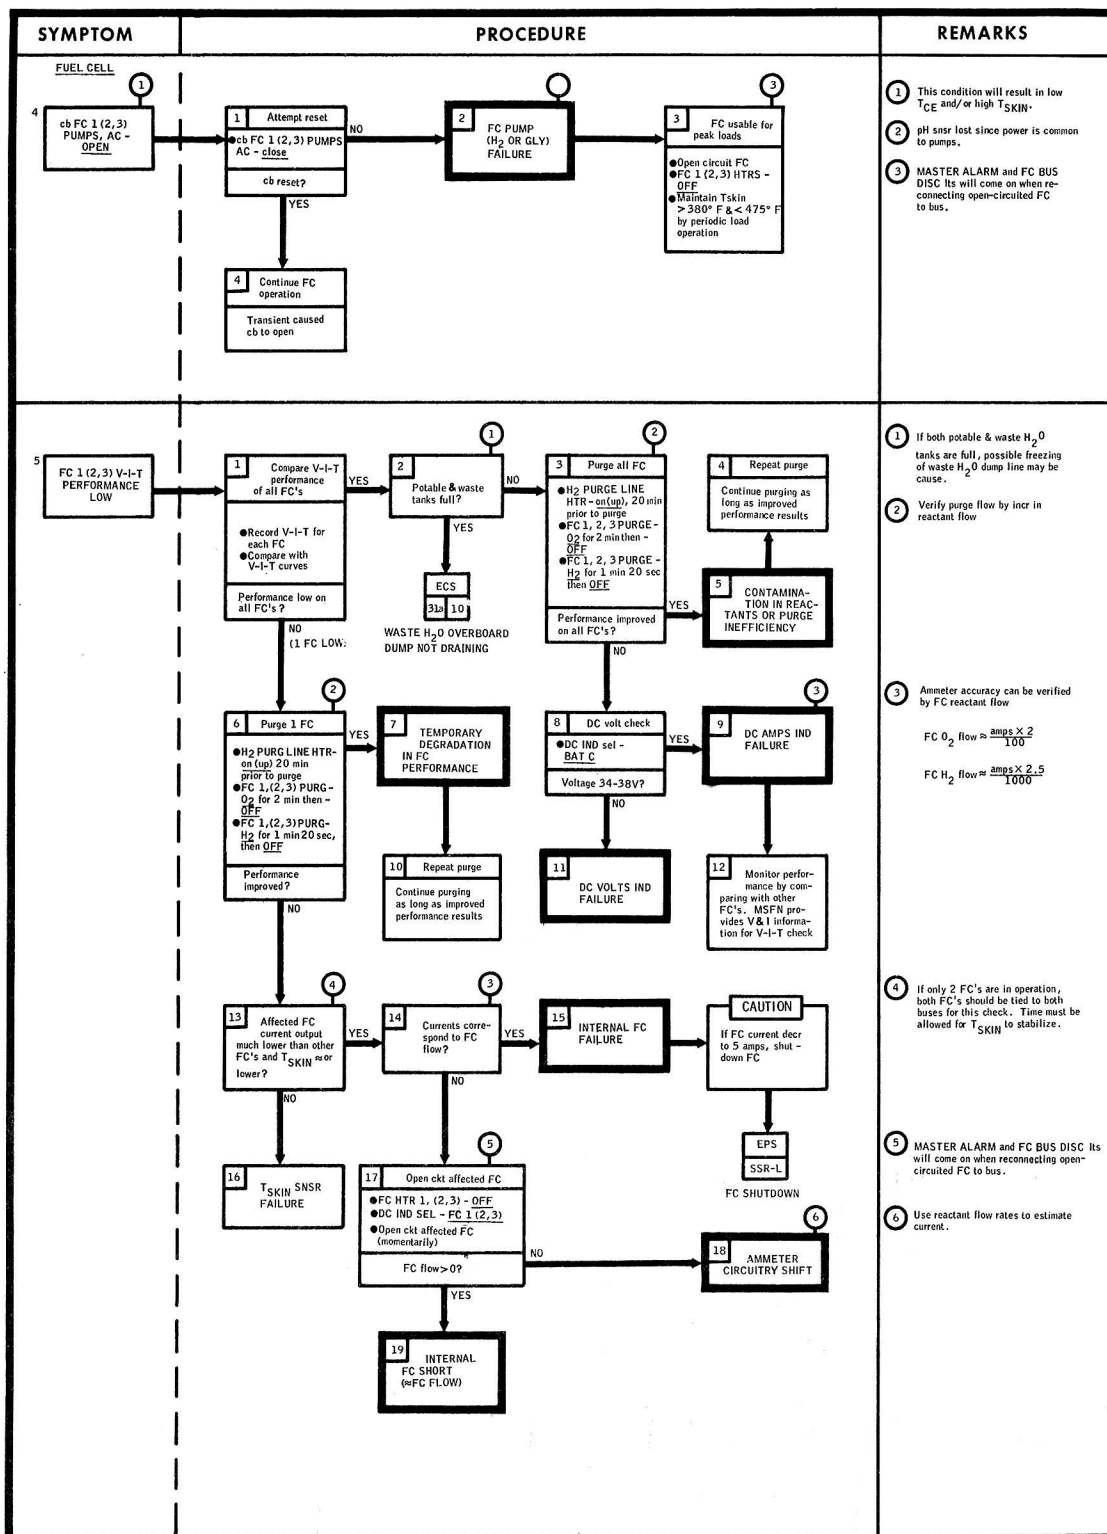 SYMPTOM
PROCEDURE
REMARKS
FUEL CELL
1
4
cb FC 1 (2,3)
PUMPS, AC -
OPEN
1 Attempt reset
●cb FC 1 (2,3) PUMPS
AC - close
cb reset?
NO
YES
2
FC PUMP
(H2 OR GLY)
FAILURE
3
3 FC usable for
peak loads
●Open circuit FC
●FC 1 (2,3) HTRS -
OFF
●Maintain Tskin
>380° F & <475° F
by periodic load
operation
4 Continue FC
operation
Transient caused
cb to open
1 This condition will result in low
TCE and/or high TSKIN.
2 pH snsr lost since power is common
to pumps.
3 MASTER ALARM and FC BUS
DISC lts will come on when re-
connecting open-circuited FC
to bus.
5
FC 1 (2,3) V-I-T
PERFORMANCE
LOW
1 Compare V-I-T
performance
of all FC's
●Record V-I-T for
each FC
●Compare with
V-I-T curves
Performance low on
all FC's?
YES
NO
(1 FC LOW)
1
2
Potable & waste
tanks full?
NO
YES
ECS
31a 10
WASTE H2O OVERBOARD
DUMP NOT DRAINING
2
3 Purge all FC
●H2 PURGE LINE
HTR - on(up), 20 min
prior to purge
●FC 1, 2, 3 PURGE -
O2 for 2 min then -
OFF
●FC 1, 2, 3 PURGE -
H2 for 1 min 20 sec
then OFF
Performance improved
on all FC's?
YES
NO
4 Repeat purge
Continue purging as
long as improved
performance results
5
CONTAMINA-
TION IN REAC-
TANTS OR PURGE
INEFFICIENCY
2
6 Purge 1 FC
●H2 PURG LINE HTR-
on (up) 20 min
prior to purge
●FC 1,(2,3) PURG-
O2 for 2 min then -
OFF
●FC 1,(2,3) PURG-
H2 for 1 min 20 sec,
then OFF
Performance
improved?
YES
NO
7
TEMPORARY
DEGRADATION
IN FC
PERFORMANCE
10 Repeat purge
Continue purging
as long as improved
performance results
8 DC volt check
●DC IND sel -
BAT C
Voltage 34-38V?
YES
NO
3
9
DC AMPS IND
FAILURE
11
DC VOLTS IND
FAILURE
12 Monitor perfor-
mance by com-
paring with other
FC's. MSFN pro-
vides V & I informa-
tion for V-I-T check
4
13 Affected FC
current output
much lower than other
FC's and TSKIN ≈ or
lower?
YES
NO
3
14 Currents corre-
spond to FC
flow?
YES
NO
15
INTERNAL FC
FAILURE
CAUTION
If FC current decr
to 5 amps, shut-
down FC
EPS
SSR-L
FC SHUTDOWN
16
TSKIN SNSR
FAILURE
5
17
Open ckt affected FC
●FC HTR 1, (2,3) - OFF
●DC IND SEL - FC 1 (2,3)
●Open ckt affected FC
(momentarily)
FC flow>0?
NO
YES
6
18
AMMETER
CIRCUITRY SHIFT
19
INTERNAL
FC SHORT
(≈FC FLOW)
1 If both potable & waste H2O
tanks are full, possible freezing
of waste H2O dump line may be
cause.
2 Verify purge flow by incr in
reactant flow
3 Ammeter accuracy can be verified
by FC reactant flow
FC O2 flow ≈ amps X 2
100
FC H2 flow ≈ amps X 2.5
1000
4 If only 2 FC's are in operation,
both FC's should be tied to both
buses for this check. Time must be
allowed for TSKIN to stabilize.
5 MASTER ALARM and FC BUS DISC lts
will come on when reconnecting open-
circuited FC to bus.
6 Use reactant flow rates to estimate
current.